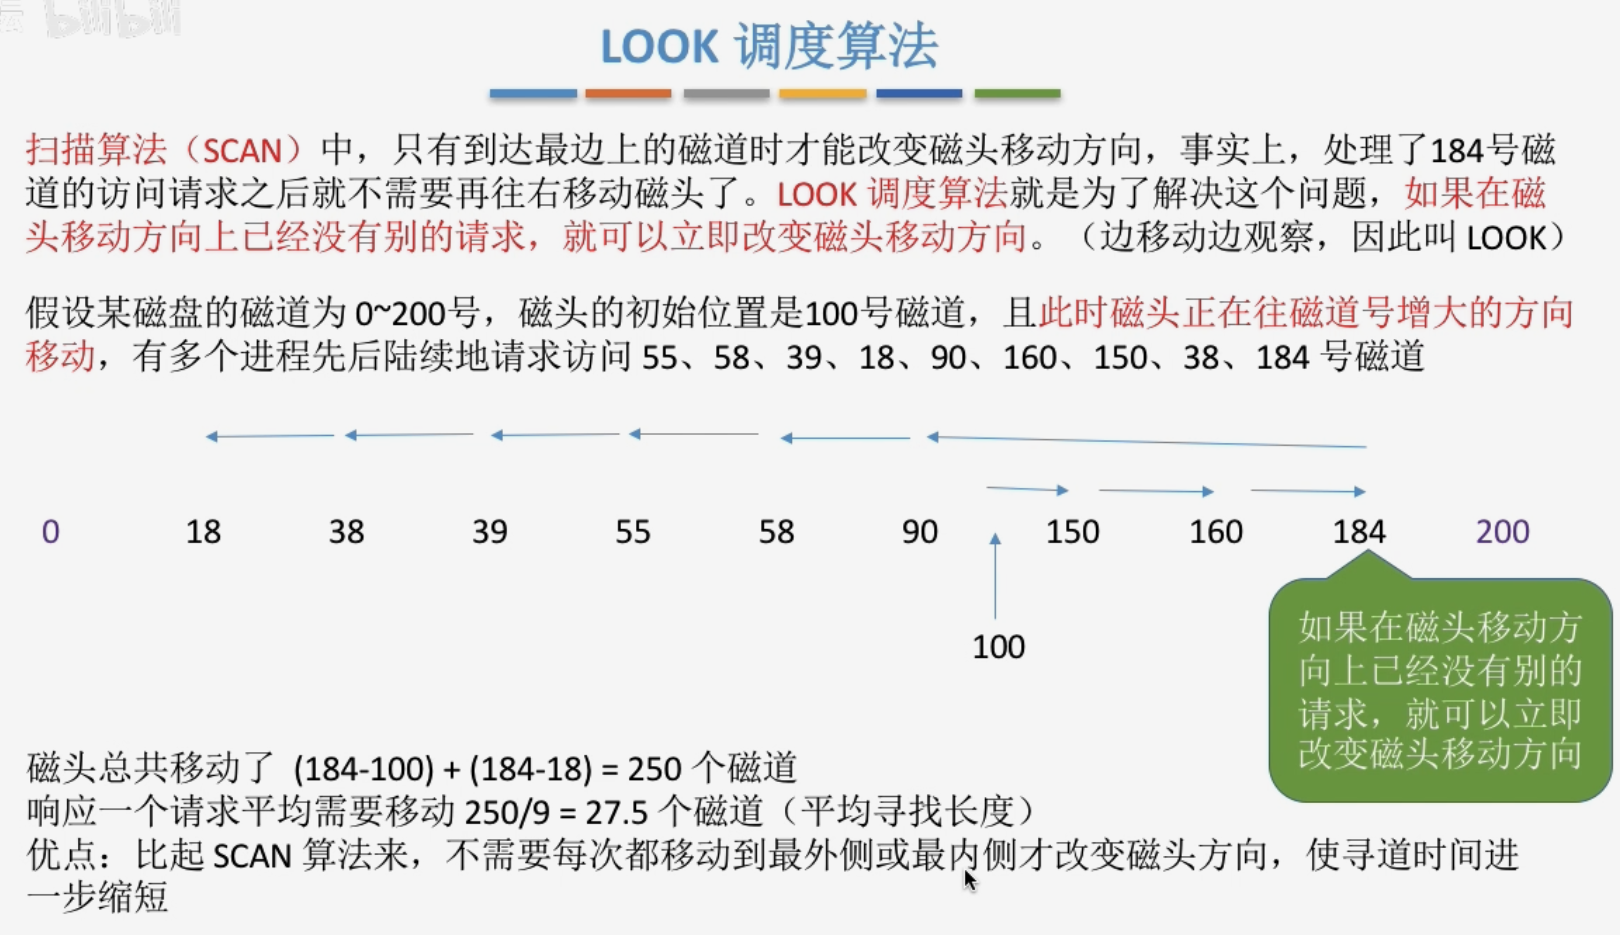 bilibili
LOOK 调度算法
扫描算法（SCAN）中，只有到达最边上的磁道时才能改变磁头移动方向，事实上，处理了184号磁
道的访问请求之后就不需要再往右移动磁头了。LOOK 调度算法就是为了解决这个问题，如果在磁
头移动方向上已经没有别的请求，就可以立即改变磁头移动方向。（边移动边观察，因此叫 LOOK）
假设某磁盘的磁道为 0~200号，磁头的初始位置是100号磁道，且此时磁头正在往磁道号增大的方向
移动，有多个进程先后陆续地请求访问 55、58、39、18、90、160、150、38、184 号磁道
0 18 38 39 55 58 90 150 160 184 200
100
如果在磁头移动方
向上已经没有别的
请求，就可以立即
改变磁头移动方向
磁头总共移动了 (184-100) + (184-18) = 250 个磁道
响应一个请求平均需要移动 250/9 = 27.5 个磁道（平均寻找长度）
优点：比起 SCAN 算法来，不需要每次都移动到最外侧或最内侧才改变磁头方向，使寻道时间进
一步缩短